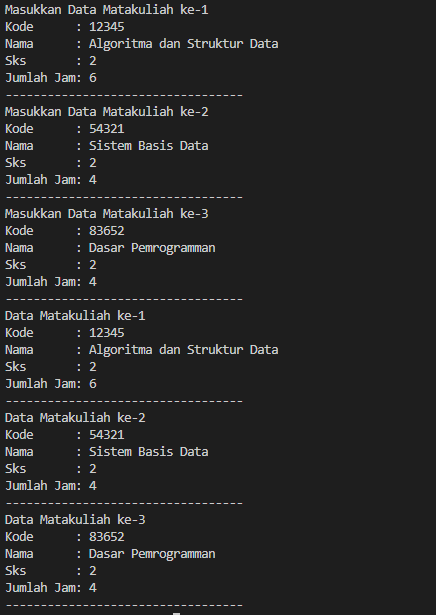 Masukkan Data Matakuliah ke-1
Kode      : 12345
Nama      : Algoritma dan Struktur Data
Sks       : 2
Jumlah Jam: 6
----------------------------------
Masukkan Data Matakuliah ke-2
Kode      : 54321
Nama      : Sistem Basis Data
Sks       : 2
Jumlah Jam: 4
----------------------------------
Masukkan Data Matakuliah ke-3
Kode      : 83652
Nama      : Dasar Pemrogramman
Sks       : 2
Jumlah Jam: 4
----------------------------------
Data Matakuliah ke-1
Kode      : 12345
Nama      : Algoritma dan Struktur Data
Sks       : 2
Jumlah Jam: 6
----------------------------------
Data Matakuliah ke-2
Kode      : 54321
Nama      : Sistem Basis Data
Sks       : 2
Jumlah Jam: 4
----------------------------------
Data Matakuliah ke-3
Kode      : 83652
Nama      : Dasar Pemrogramman
Sks       : 2
Jumlah Jam: 4
----------------------------------